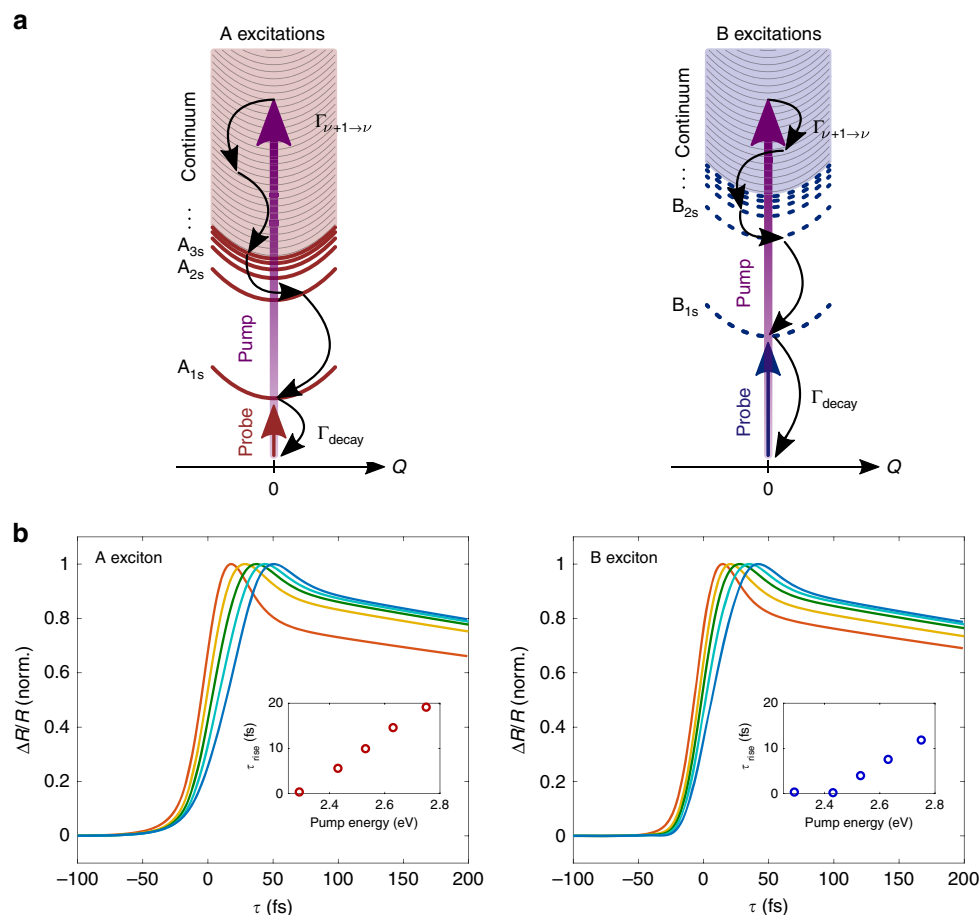 a
A excitations
B excitations
Continuum
Γν+1→ν
...
A3s
A2s
A1s
Pump
Probe
Γdecay
Q
0
Continuum
Γν+1→ν
...
B2s
B1s
Pump
Probe
Γdecay
Q
0
b
A exciton
ΔR/R (norm.)
1
0.8
0.6
0.4
0.2
0
−100 −50 0 50 100 150 200
τ (fs)
τrise (fs)
20
10
0
2.4 2.6 2.8
Pump energy (eV)
B exciton
ΔR/R (norm.)
1
0.8
0.6
0.4
0.2
0
−100 −50 0 50 100 150 200
τ (fs)
τrise (fs)
20
10
0
2.4 2.6 2.8
Pump energy (eV)